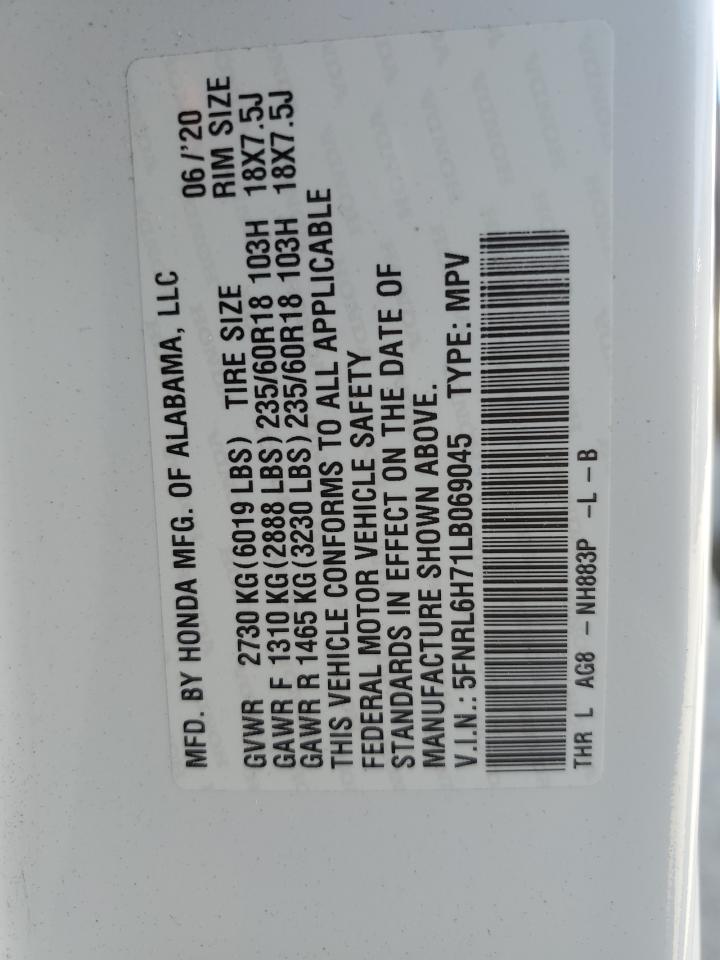 MFD. BY HONDA MFG. OF ALABAMA, LLC 06/'20
GVWR 2730 KG(6019 LBS) TIRE SIZE RIM SIZE
GAWR F 1310 KG(2888 LBS) 235/60R18 103H 18X7.5J
GAWR R 1465 KG(3230 LBS) 235/60R18 103H 18X7.5J
THIS VEHICLE CONFORMS TO ALL APPLICABLE
FEDERAL MOTOR VEHICLE SAFETY
STANDARDS IN EFFECT ON THE DATE OF
MANUFACTURE SHOWN ABOVE.
V.I.N.: 5FNRL6H71LB069045 TYPE: MPV
THR L AG8 - NH883P -L-B